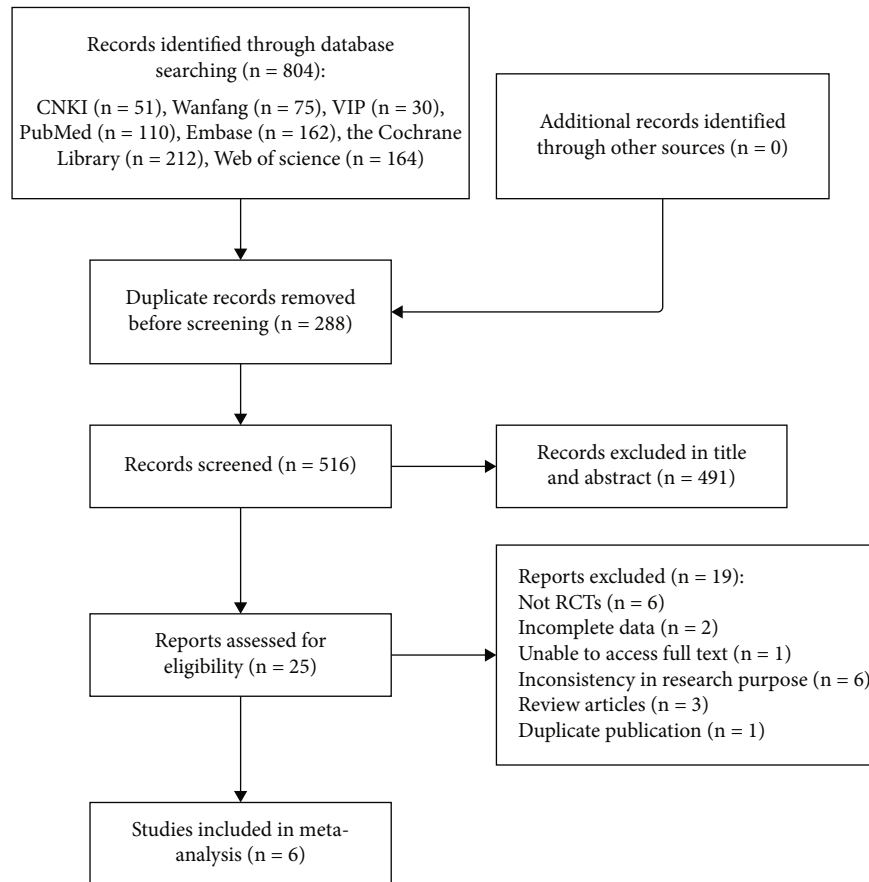 Records identified through database
searching (n = 804):
CNKI (n = 51), Wanfang (n = 75), VIP (n = 30),
PubMed (n = 110), Embase (n = 162), the Cochrane
Library (n = 212), Web of science (n = 164)
Additional records identified
through other sources (n = 0)
Duplicate records removed
before screening (n = 288)
Records screened (n = 516)
Records excluded in title
and abstract (n = 491)
Reports assessed for
eligibility (n = 25)
Reports excluded (n = 19):
Not RCTs (n = 6)
Incomplete data (n = 2)
Unable to access full text (n = 1)
Inconsistency in research purpose (n = 6)
Review articles (n = 3)
Duplicate publication (n = 1)
Studies included in meta-
analysis (n = 6)